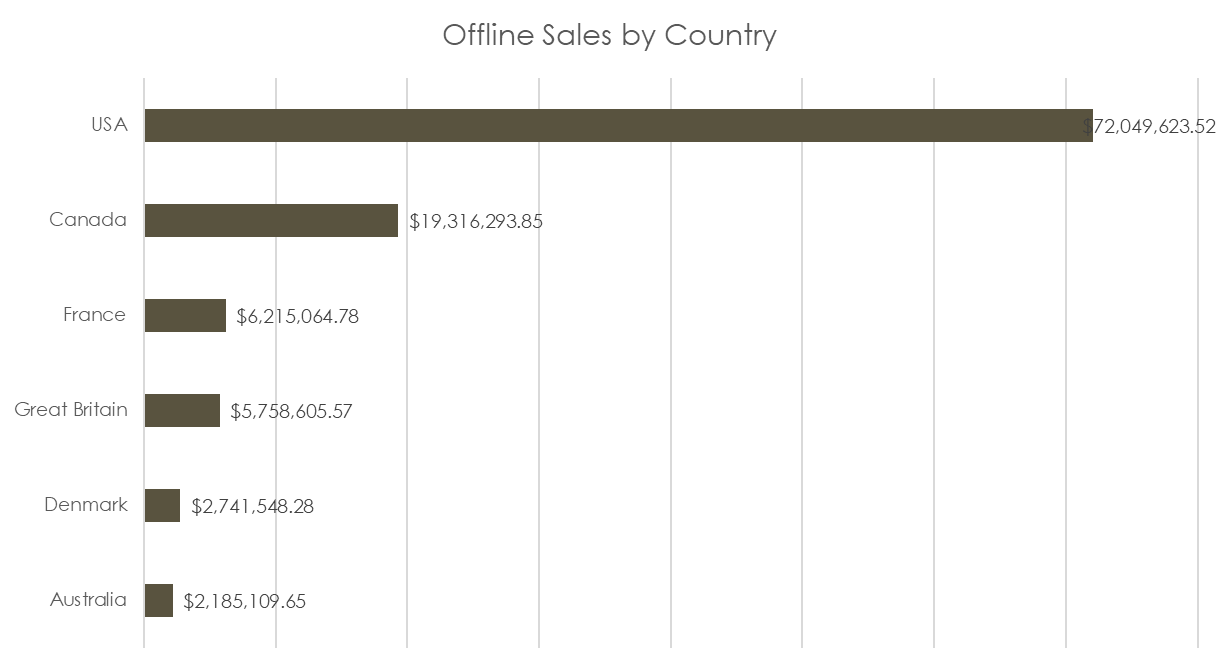 Offline Sales by Country
USA $72,049,623.52
Canada $19,316,293.85
France $6,215,064.78
Great Britain $5,758,605.57
Denmark $2,741,548.28
Australia $2,185,109.65